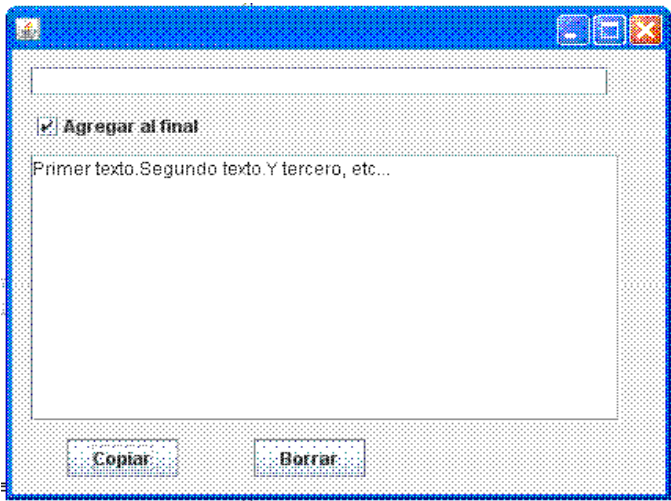 Agregar al final
Primer texto.Segundo texto.Y tercero, etc...
Copiar
Borrar